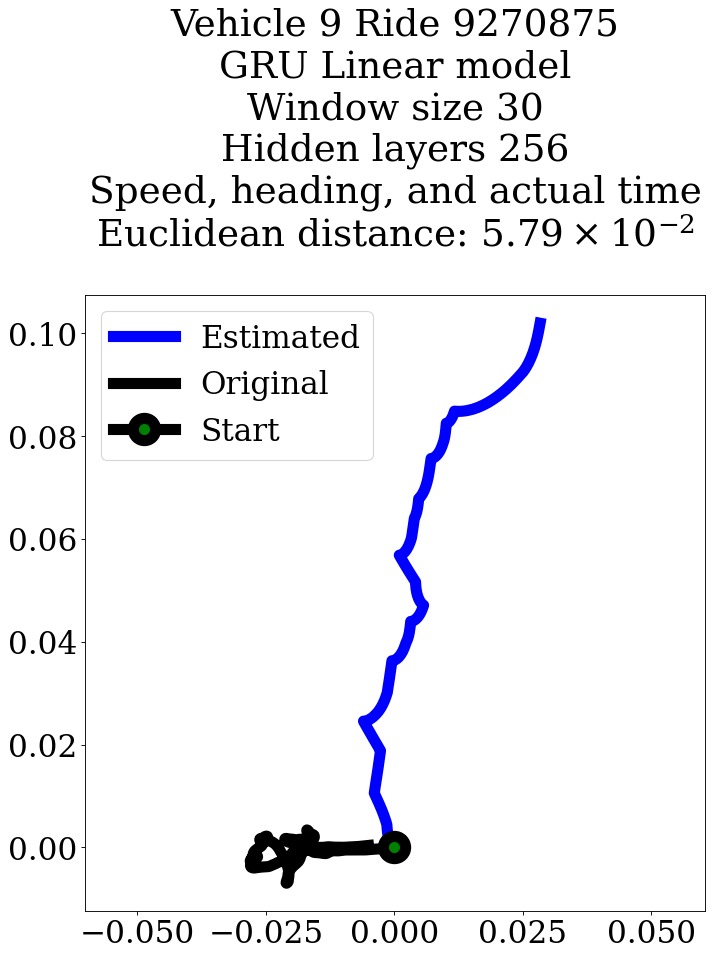 Vehicle 9 Ride 9270875
GRU Linear model
Window size 30
Hidden layers 256
Speed, heading, and actual time
Euclidean distance: 5.79 × 10⁻²
Estimated
Original
Start
0.10
0.08
0.06
0.04
0.02
0.00
−0.050 −0.025 0.000 0.025 0.050